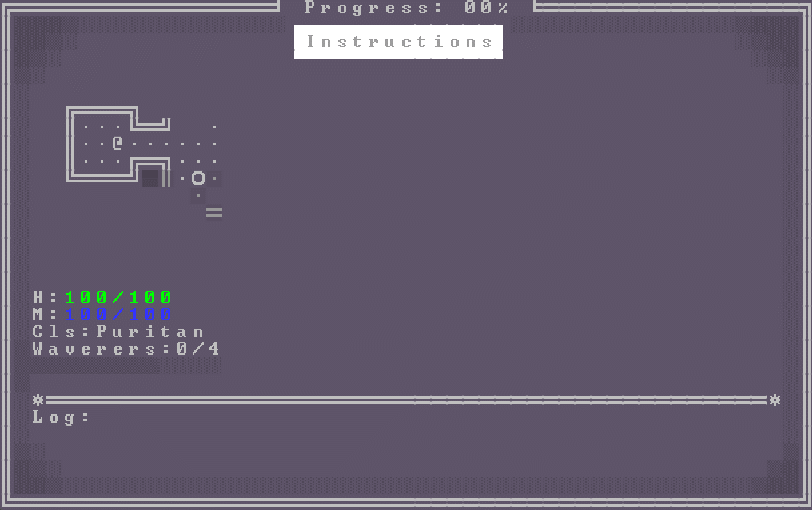 Progress: 00%
Instructions
H:100/100
M:100/100
Cls:Puritan
Waverers:0/4
Log: